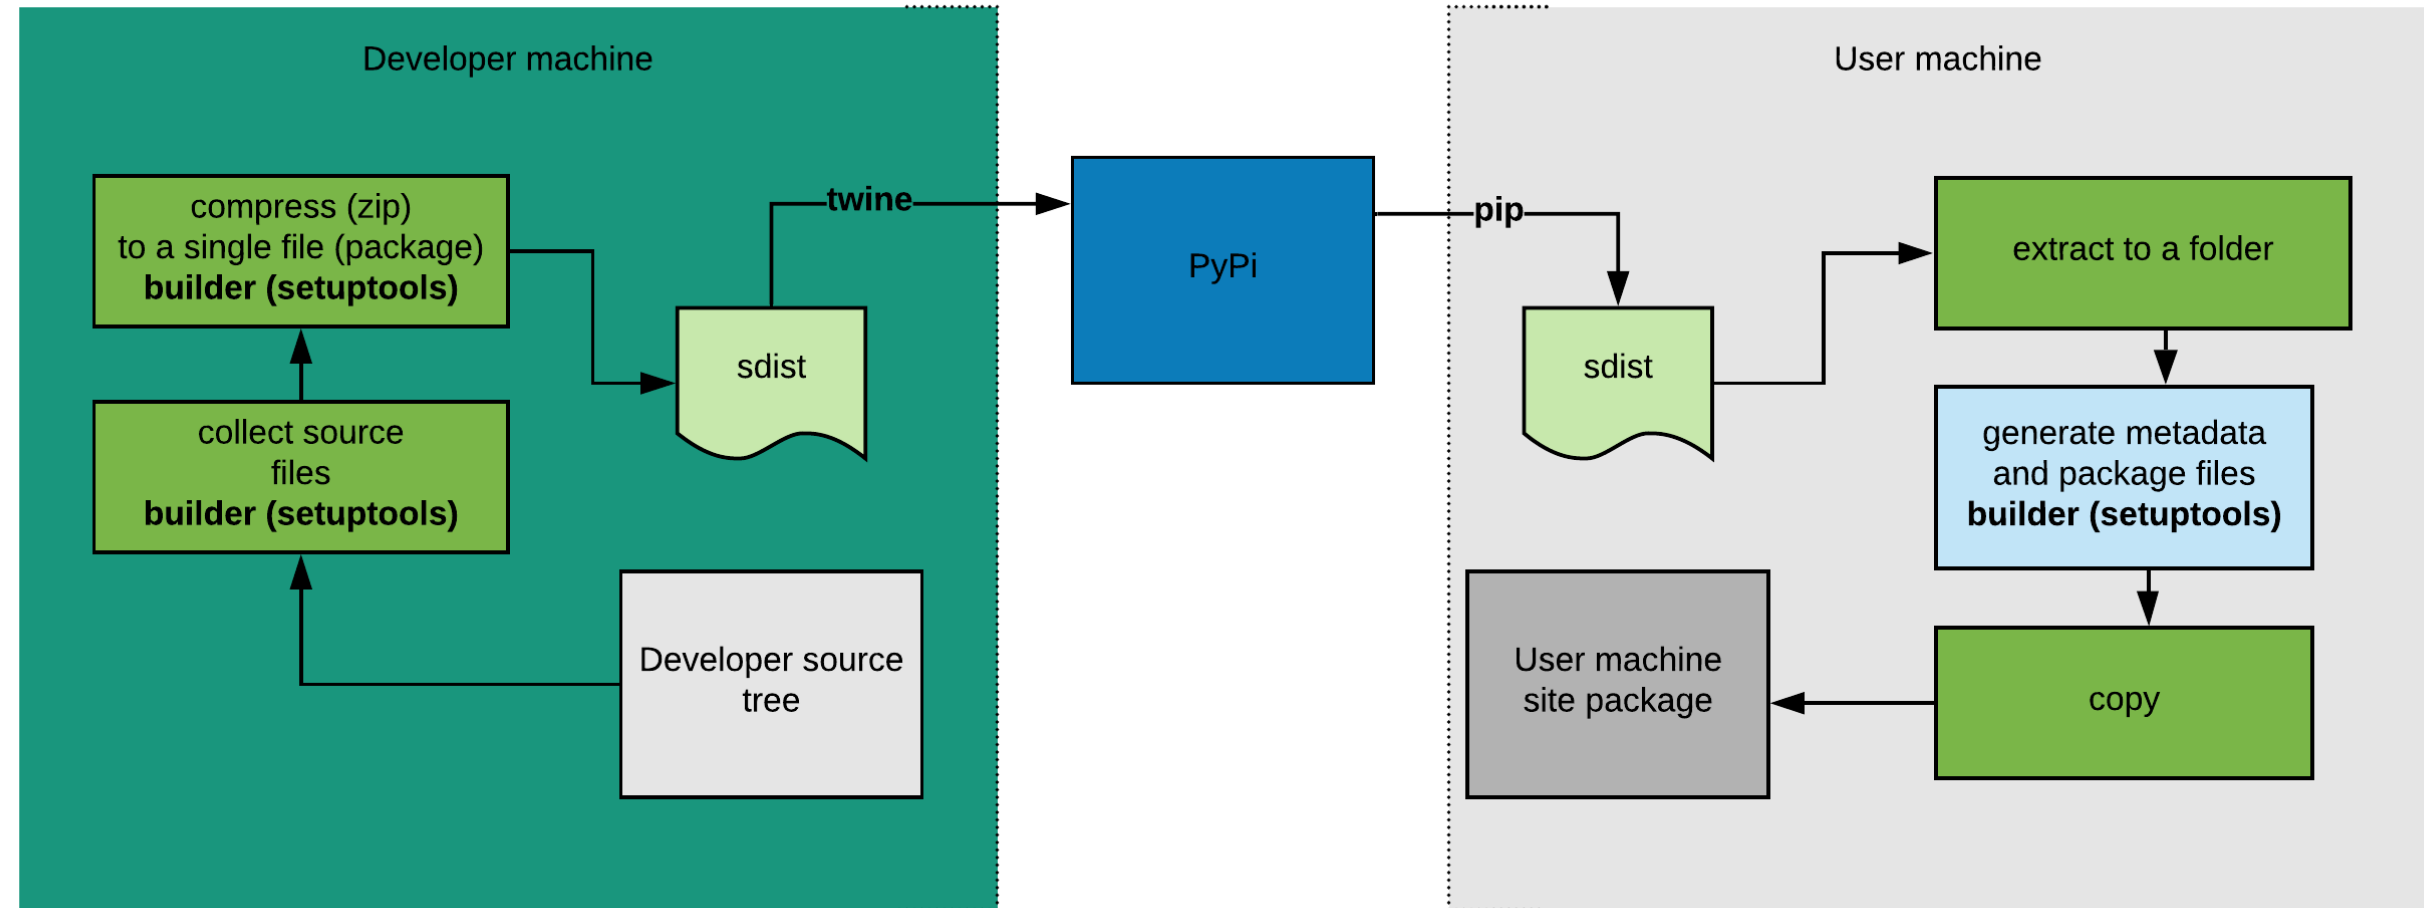 Developer machine
compress (zip)
to a single file (package)
builder (setuptools)
collect source
files
builder (setuptools)
sdist
Developer source
tree
twine
PyPi
User machine
pip
sdist
extract to a folder
generate metadata
and package files
builder (setuptools)
copy
User machine
site package